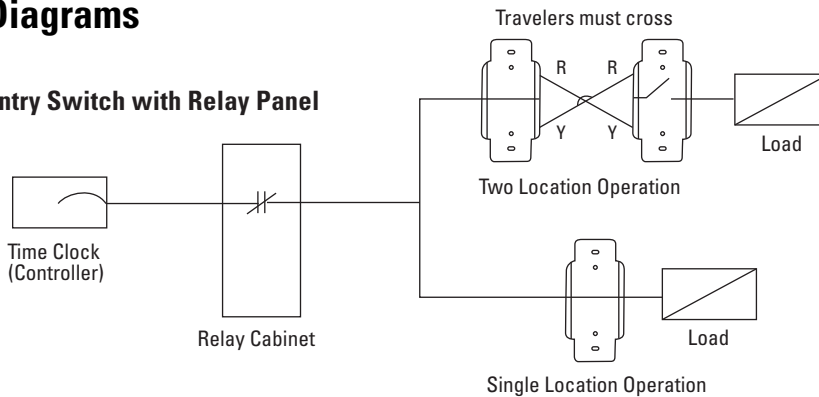 Diagrams
Travelers must cross
ntry Switch with Relay Panel
R R
Y Y
Load
Two Location Operation
Time Clock
(Controller)
Relay Cabinet
Load
Single Location Operation